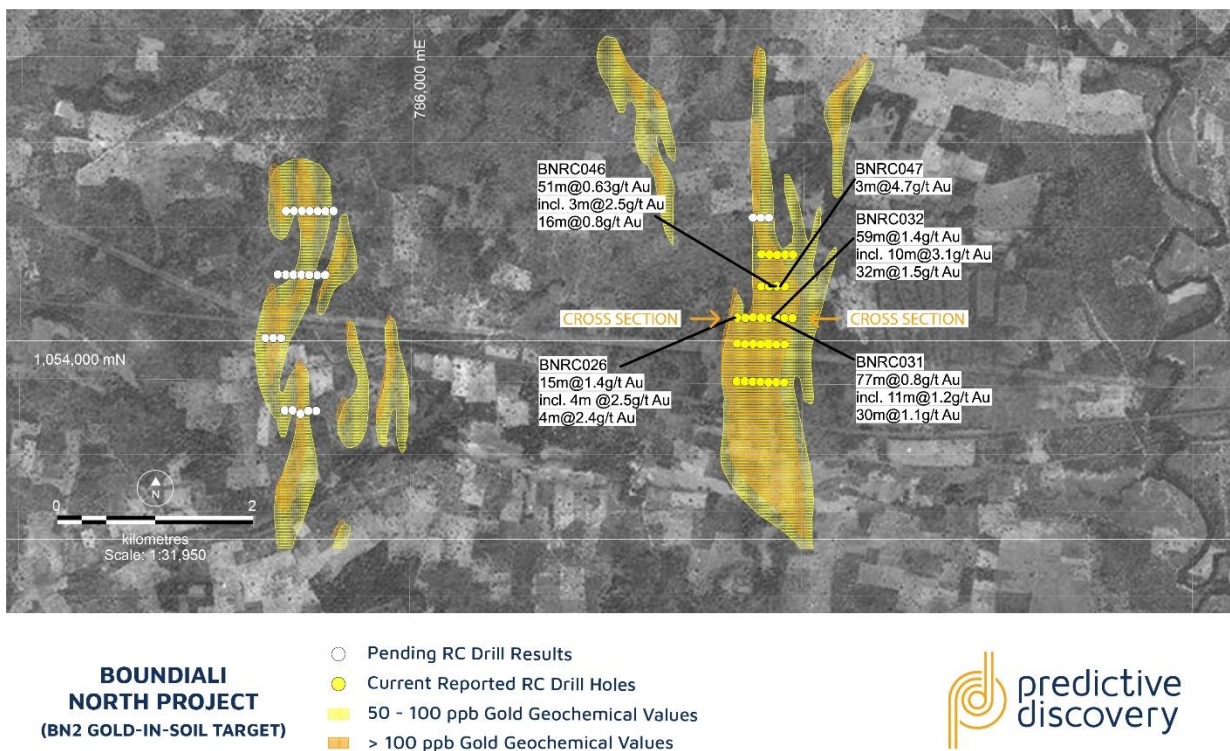 786,000 mE
BNRC046
51m@0.63g/t Au
incl. 3m@2.5g/t Au
16m@0.8g/t Au
BNRC047
3m@4.7g/t Au
BNRC032
59m@1.4g/t Au
incl. 10m@3.1g/t Au
32m@1.5g/t Au
CROSS SECTION
CROSS SECTION
1,054,000 mN
BNRC026
15m@1.4g/t Au
incl. 4m @2.5g/t Au
4m@2.4g/t Au
BNRC031
77m@0.8g/t Au
incl. 11m@1.2g/t Au
30m@1.1g/t Au
N
0 2
kilometres
Scale: 1:31,950
BOUNDIALI
NORTH PROJECT
(BN2 GOLD-IN-SOIL TARGET)
Pending RC Drill Results
Current Reported RC Drill Holes
50 - 100 ppb Gold Geochemical Values
> 100 ppb Gold Geochemical Values
predictive
discovery